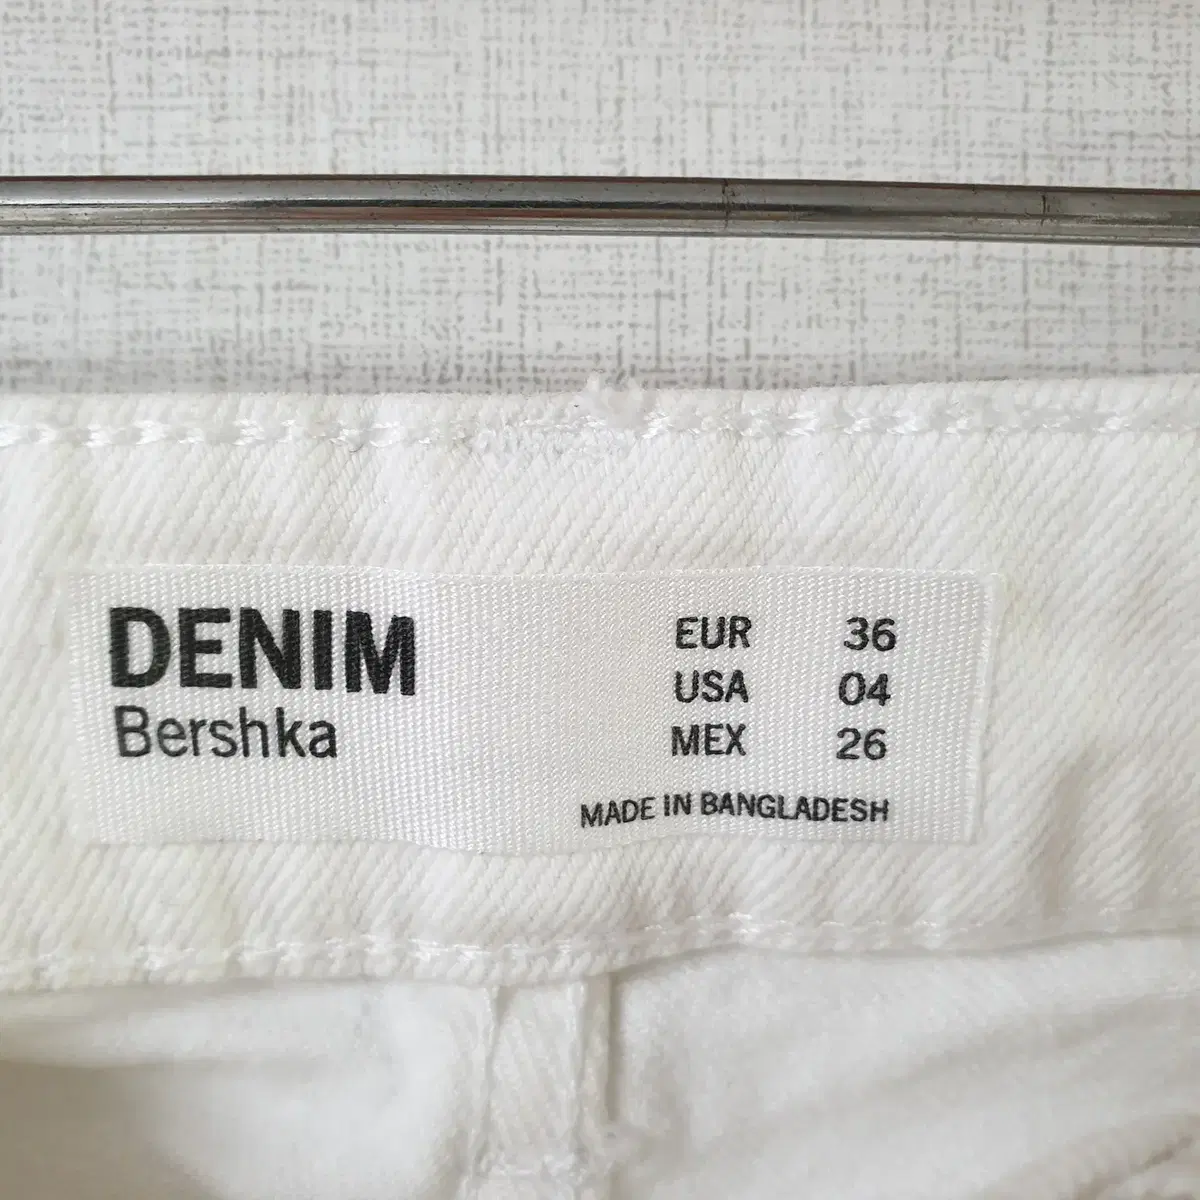 DENIM
Bershka
EUR 36
USA 04
MEX 26
MADE IN BANGLADESH